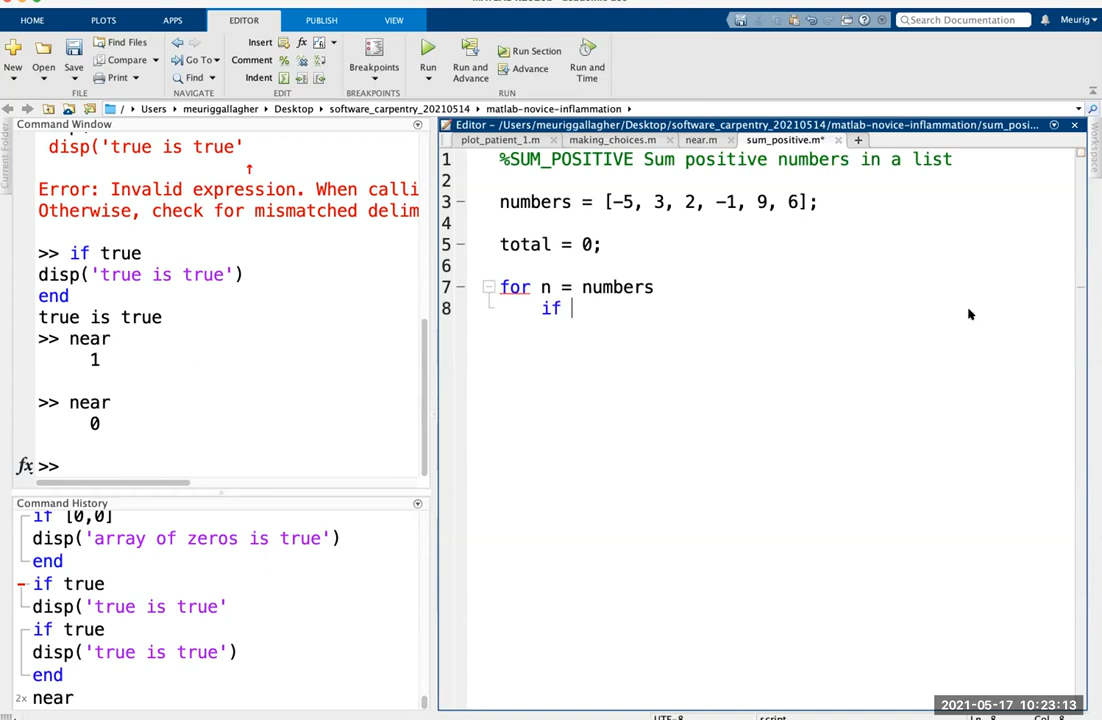 HOME PLOTS APPS EDITOR PUBLISH VIEW Search Documentation Meurig
Find Files Insert fx
New Open Save Compare Go To Comment % Breakpoints Run Run and Advance Run Section Run and Time
Print Find Indent Advance
FILE NAVIGATE EDIT BREAKPOINTS RUN
/ Users meuriggallagher Desktop software_carpentry_20210514 matlab-novice-inflammation
Current Folder
Command Window
disp('true is true'
↑
Error: Invalid expression. When calli
Otherwise, check for mismatched delim
>> if true
disp('true is true')
end
true is true
>> near
1
>> near
0
fx >>
Command History
if [0,0]
disp('array of zeros is true')
end
if true
disp('true is true'
if true
disp('true is true')
end
2x near
Editor - /Users/meuriggallagher/Desktop/software_carpentry_20210514/matlab-novice-inflammation/sum_posi...
plot_patient_1.m making_choices.m near.m sum_positive.m* +
1 %SUM_POSITIVE Sum positive numbers in a list
2
3 numbers = [-5, 3, 2, -1, 9, 6];
4
5 total = 0;
6
7 for n = numbers
8 if
Workspace
2021-05-17 10:23:13